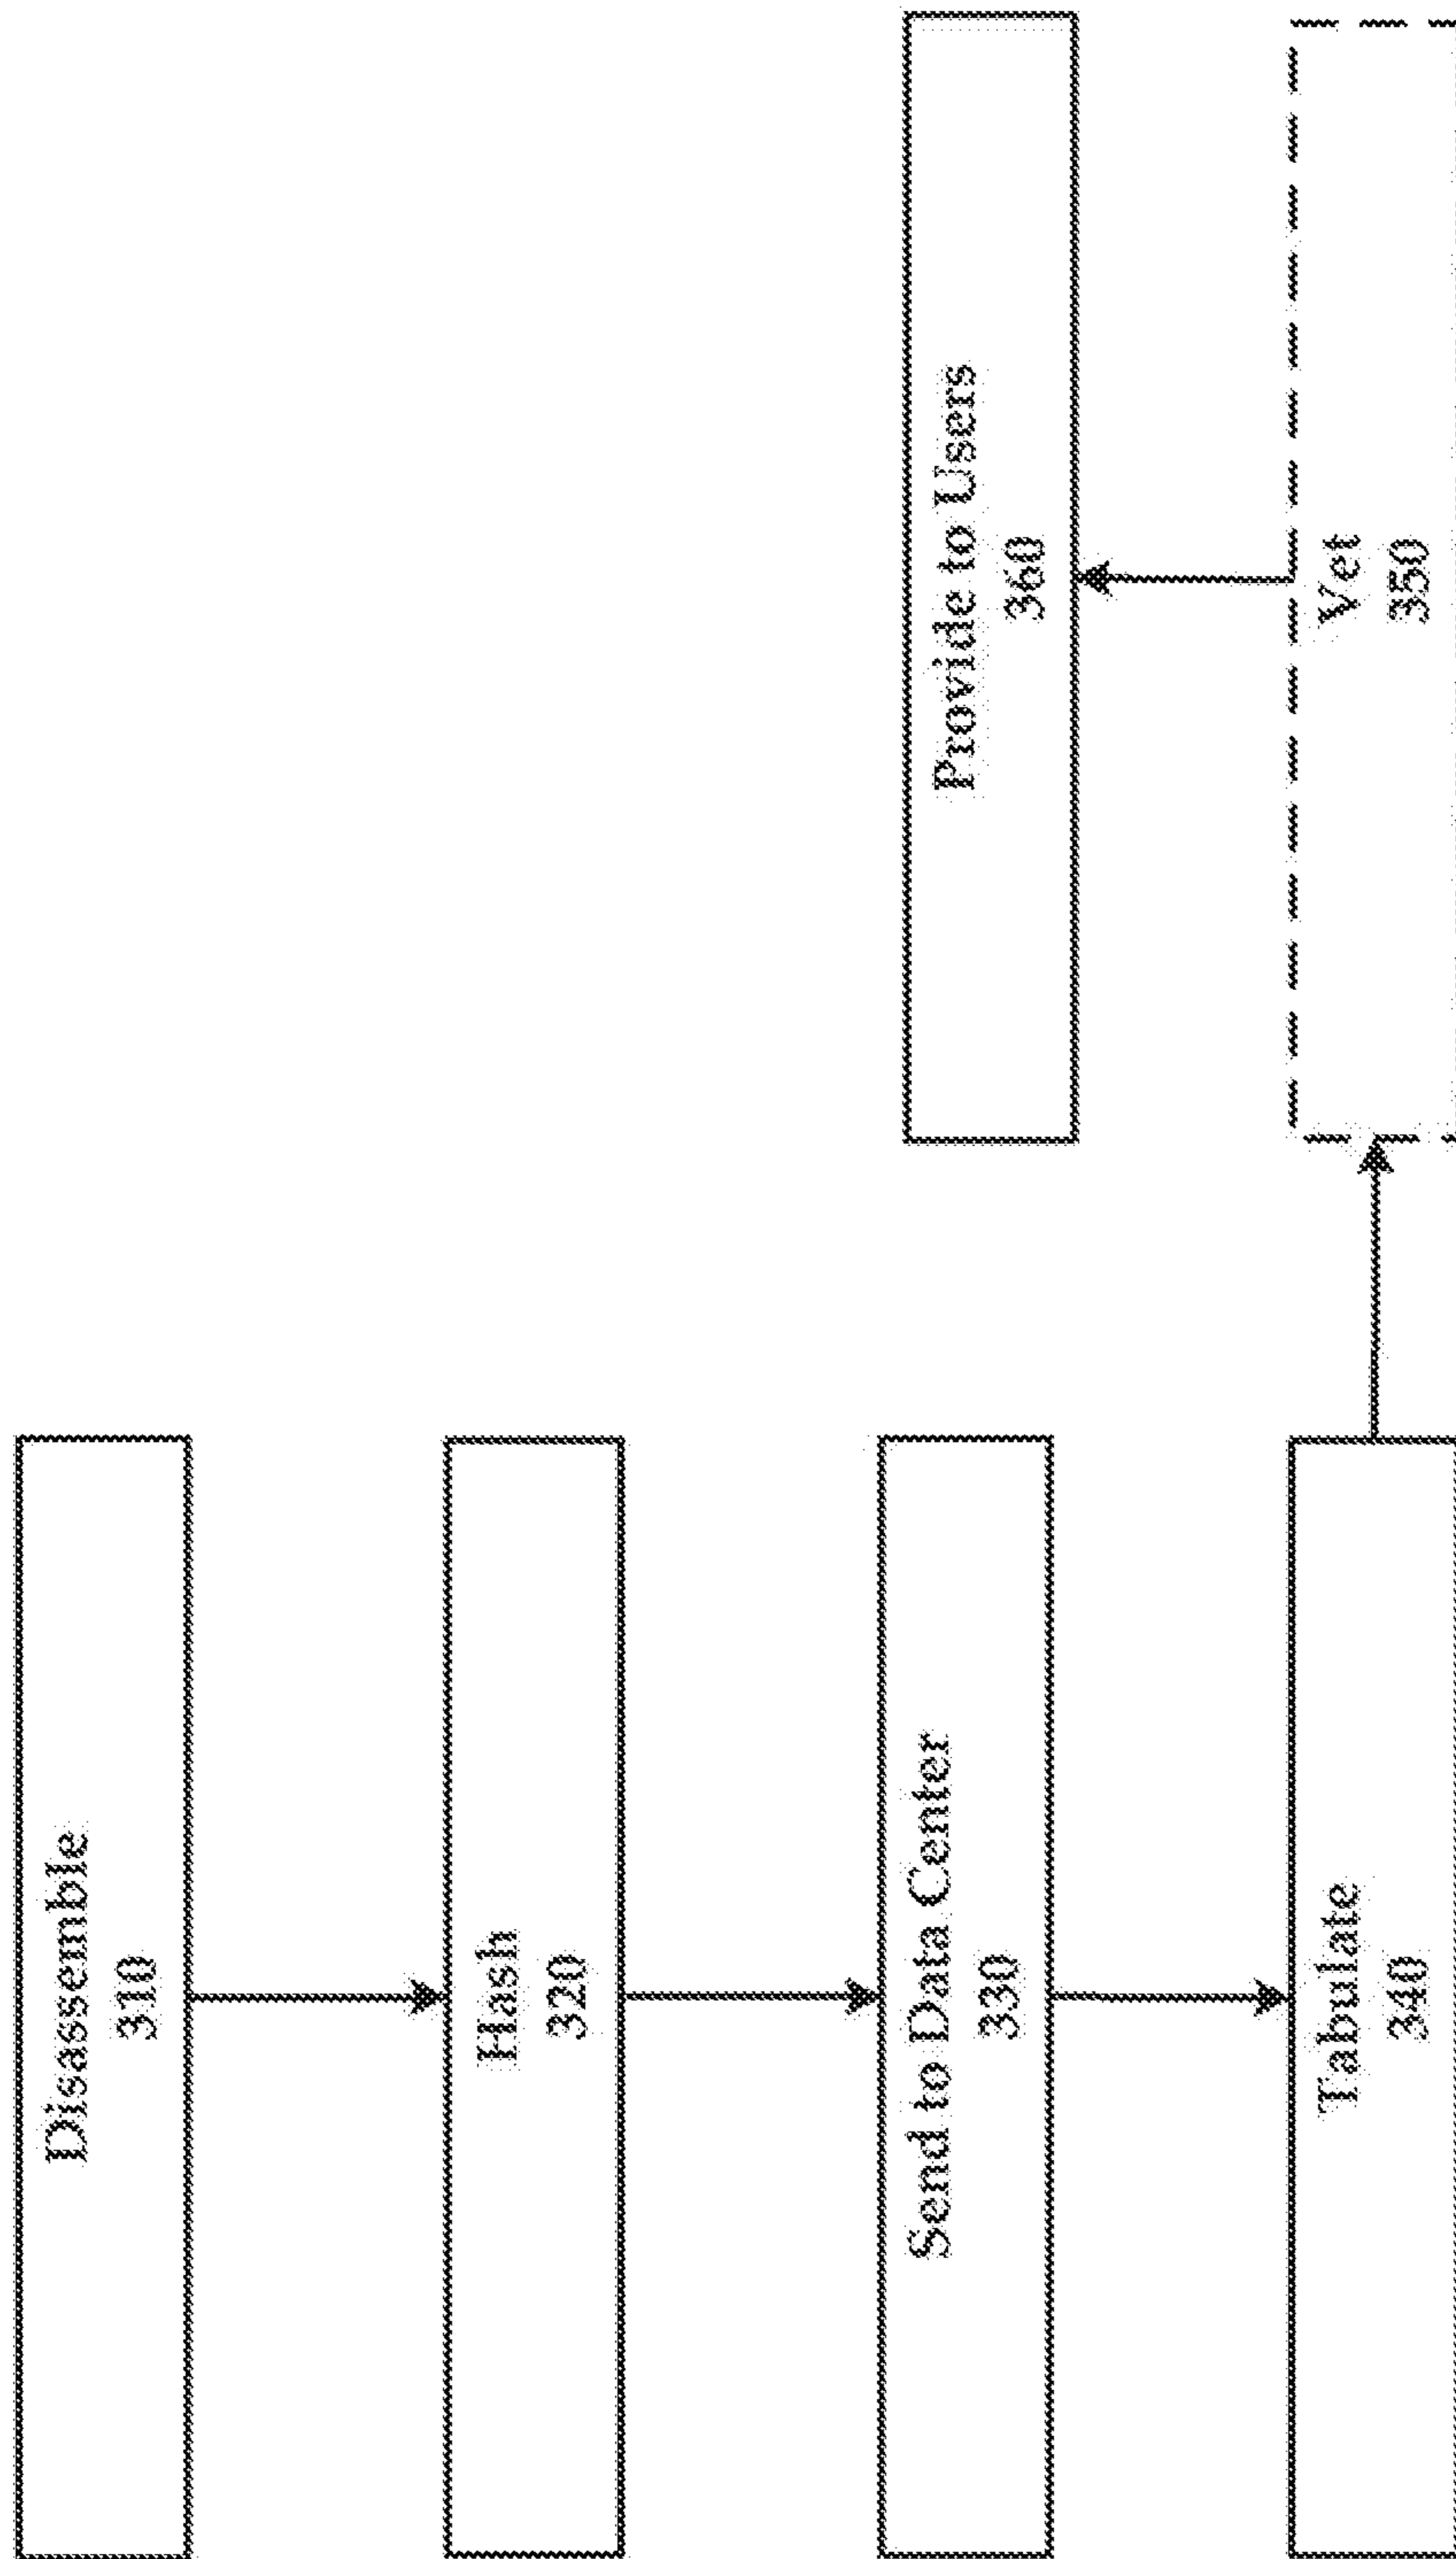 Disassemble
310
Hash
320
Send to Data Center
330
Tabulate
340
Vet
350
Provide to Users
360